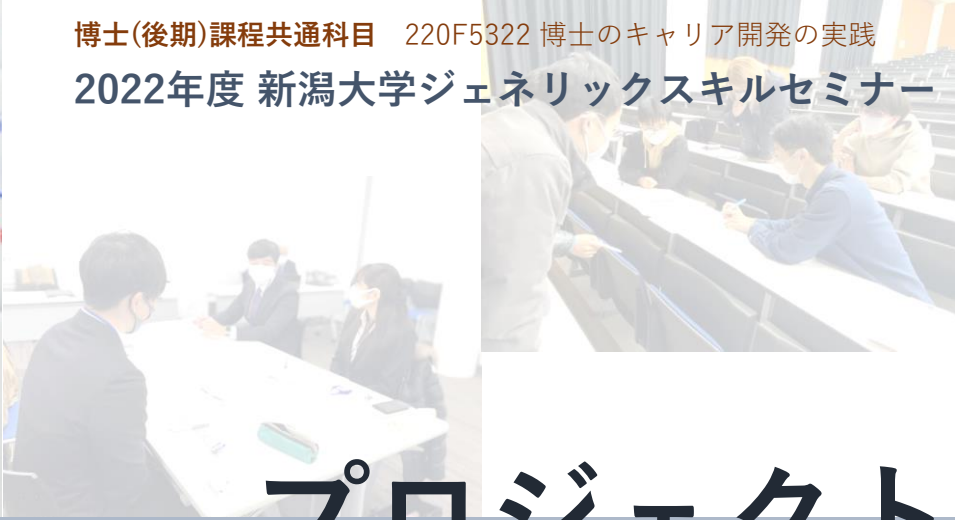 博士(後期)課程共通科目 220F5322 博士のキャリア開発の実践
2022年度 新潟大学ジェネリックスキルセミナー
プロジェクト